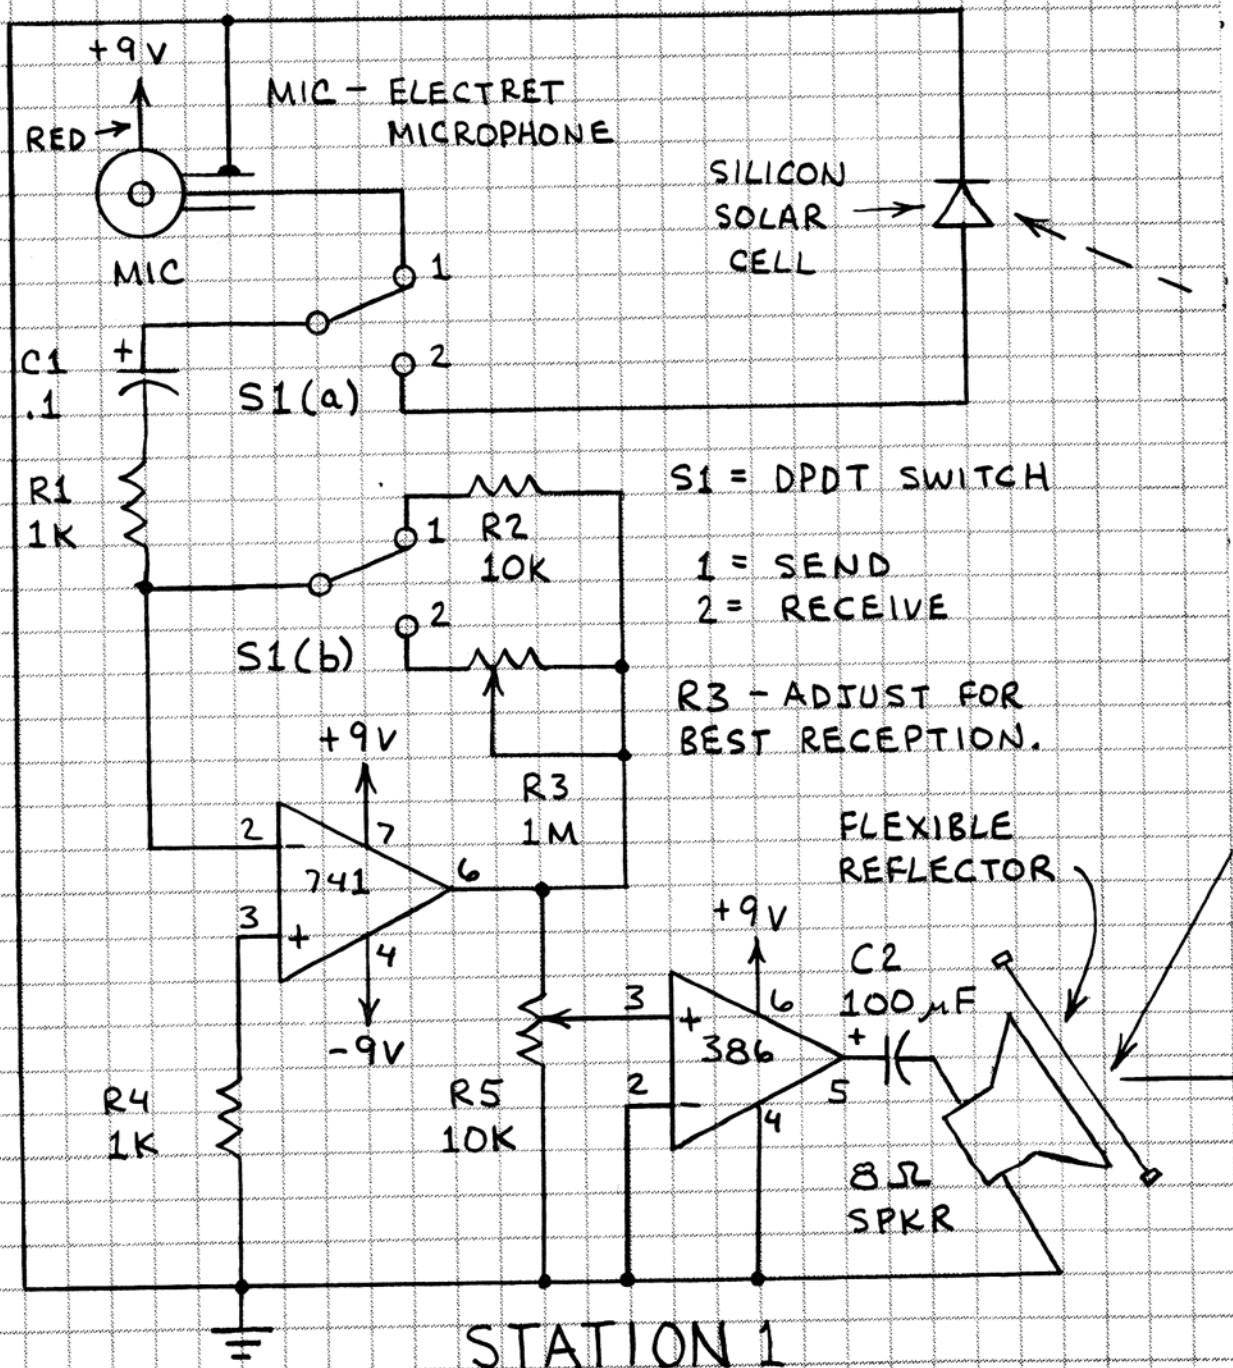 +9V
RED
MIC - ELECTRET
MICROPHONE
MIC
SILICON
SOLAR
CELL
1
2
S1(a)
+
C1
.1
R1
1K
S1 = DPDT SWITCH
1 = SEND
2 = RECEIVE
1
R2
10K
2
S1(b)
R3 - ADJUST FOR
BEST RECEPTION.
R3
1M
+9V
2
-
7
741
6
3
+
4
-9V
FLEXIBLE
REFLECTOR
+9V
C2
100μF
3
+
6
386
+
5
2
-
4
R4
1K
R5
10K
8Ω
SPKR
STATION 1